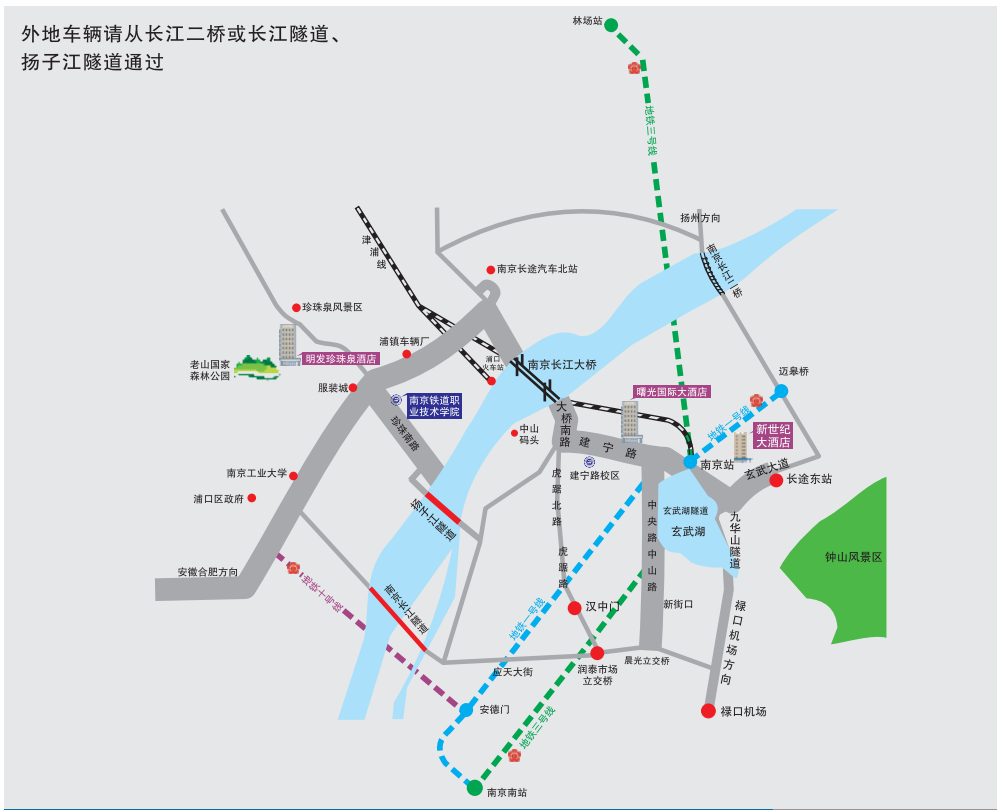 外地车辆请从长江二桥或长江隧道、
扬子江隧道通过
林场站
地铁三号线
扬州方向
南京长江二桥
津浦线
南京长途汽车北站
珍珠泉风景区
浦镇车辆厂
明发珍珠泉酒店
老山国家
森林公园
服装城
浦口
火车站
南京长江大桥
南京铁道职
业技术学院
曙光国际大酒店
迈皋桥
地铁一号线
新世纪
大酒店
大桥南路
中山
码头
珍珠南路
建宁路
建宁路校区
南京站
玄武大道
长途东站
南京工业大学
浦口区政府
虎踞北路
中央路中山路
玄武湖隧道
玄武湖
九华山隧道
扬子江隧道
钟山风景区
安徽合肥方向
地铁十号线
南京长江隧道
虎踞路
汉中门
新街口
禄口机场方向
地铁一号线
应天大街
润泰市场
立交桥
晨光立交桥
安德门
禄口机场
地铁三号线
南京南站